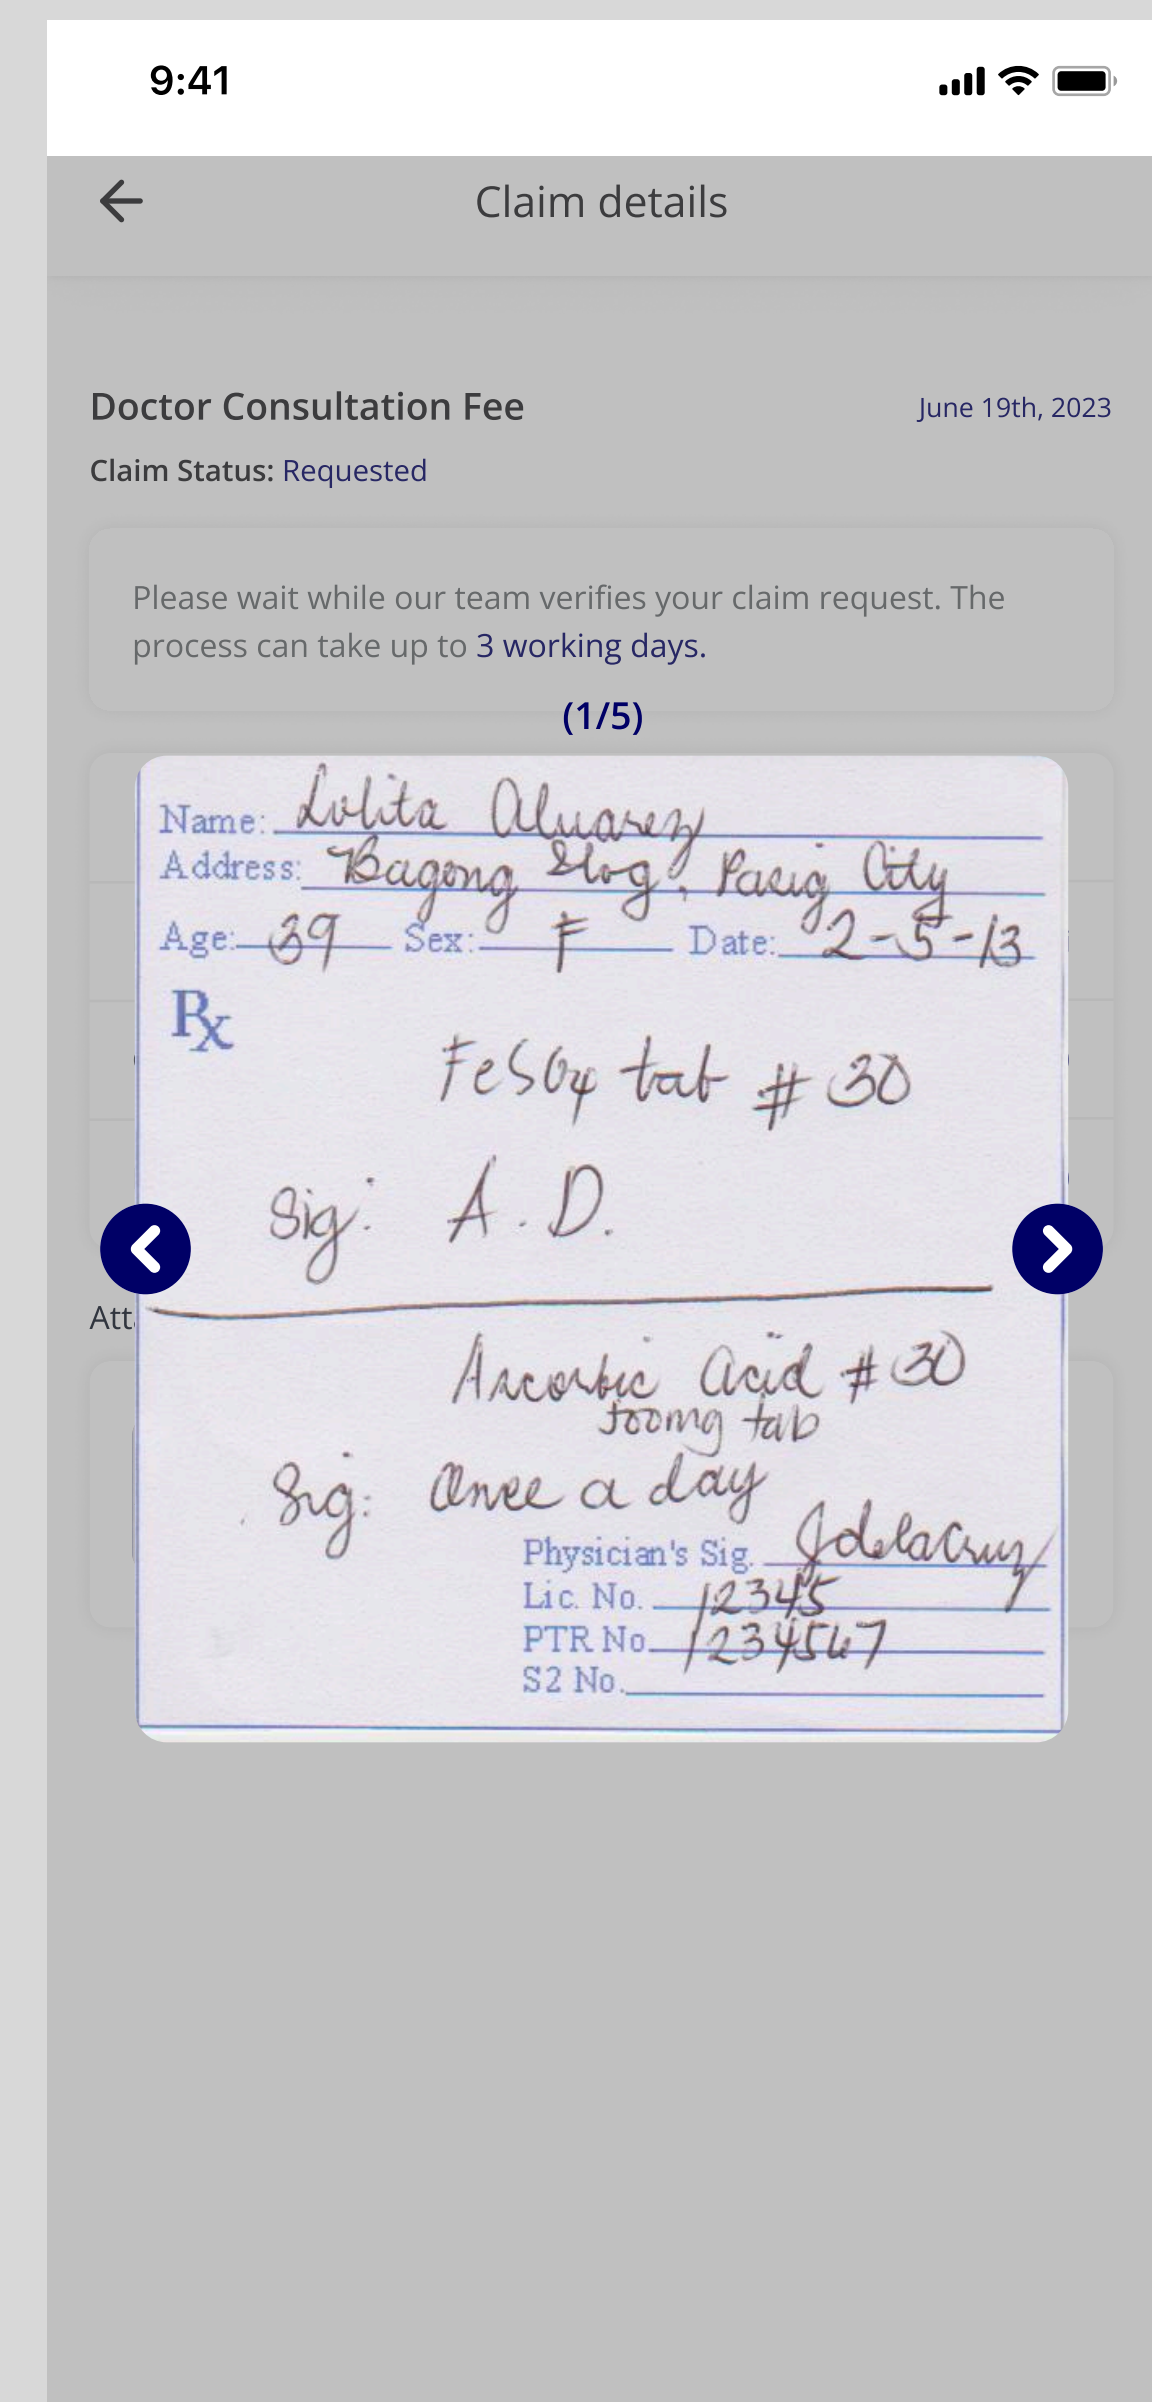 9:41
Claim details
Doctor Consultation Fee
June 19th, 2023
Claim Status: Requested
Please wait while our team verifies your claim request. The
process can take up to 3 working days.
(1/5)
Name: Lolita Alvarez
Address: Bagong Ilog, Pasig City
Age: 39 Sex: F Date: 2-5-13
Rx
FeSO4 tab # 30
Sig: A.D.
Att
Ascorbic Acid # 30
500mg tab
Sig: Once a day
Physician's Sig. JdelaCruz
Lic. No. 12345
PTR No. 1234567
S2 No.